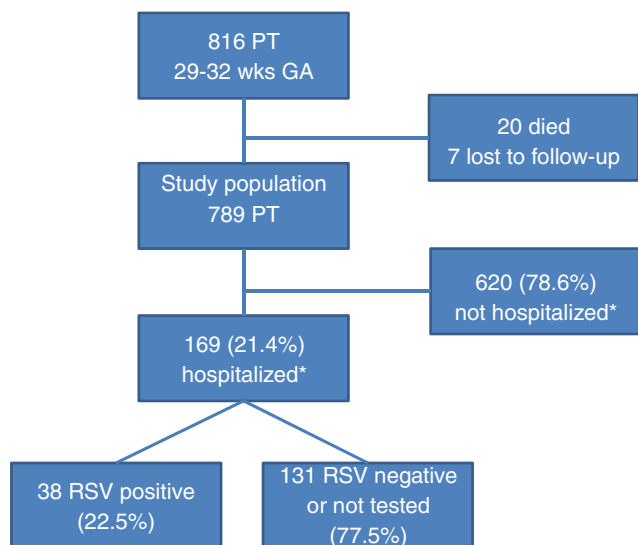 816 PT
29-32 wks GA
20 died
7 lost to follow-up
Study population
789 PT
620 (78.6%)
not hospitalized*
169 (21.4%)
hospitalized*
38 RSV positive
(22.5%)
131 RSV negative
or not tested
(77.5%)